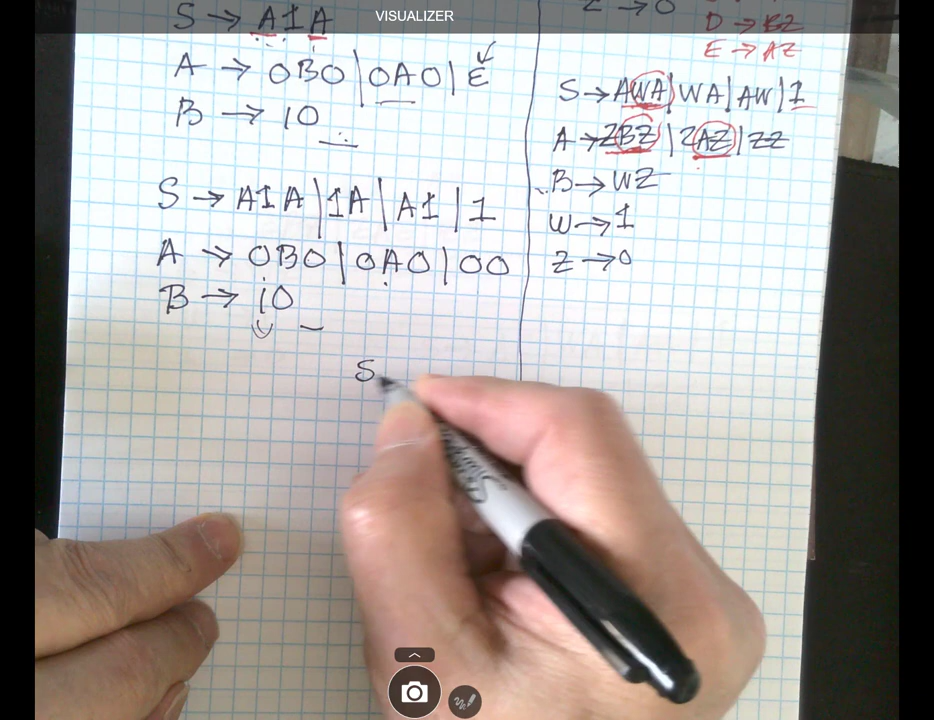 VISUALIZER
S → A1A
A → 0B0 | 0A0 | ε
B → 10
S → A1A | 1A | A1 | 1
A → 0B0 | 0A0 | 00
B → 10
S
Z → 0
D → BZ
E → AZ
S → AWA | WA | AW | 1
A → ZBZ | ZAZ | ZZ
B → WZ
W → 1
Z → 0